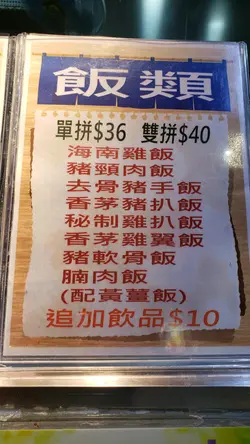 飯類
單拼$36 雙拼$40
海南雞飯
豬頸肉飯
去骨豬手飯
香茅豬扒飯
秘制雞扒飯
香茅雞翼飯
豬軟骨飯
腩肉飯
(配黃薑飯)
追加飲品$10